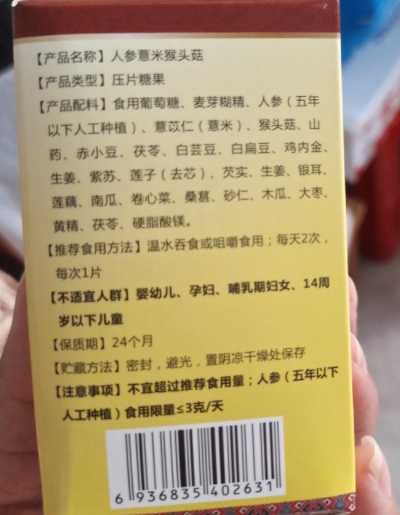 【产品名称】人参薏米猴头菇
【产品类型】压片糖果
【产品配料】食用葡萄糖、麦芽糊精、人参（五年
以下人工种植）、薏苡仁（薏米）、猴头菇、山
药、赤小豆、茯苓、白芸豆、白扁豆、鸡内金、
生姜、紫苏、莲子（去芯）、芡实、生姜、银耳、
莲藕、南瓜、卷心菜、桑葚、砂仁、木瓜、大枣、
黄精、茯苓、硬脂酸镁。
【推荐食用方法】温水吞食或咀嚼食用；每天2次，
每次1片
【不适宜人群】婴幼儿、孕妇、哺乳期妇女、14周
岁以下儿童
【保质期】24个月
【贮藏方法】密封，避光，置阴凉干燥处保存
【注意事项】不宜超过推荐食用量；人参（五年以下
人工种植）食用限量≤3克/天
6 936835 402631